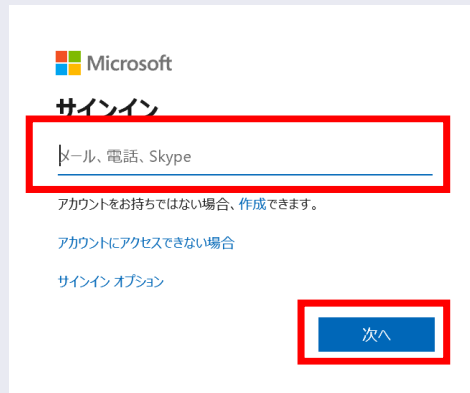 Microsoft
サインイン
メール、電話、Skype
アカウントをお持ちではない場合、作成できます。
アカウントにアクセスできない場合
サインイン オプション
次へ